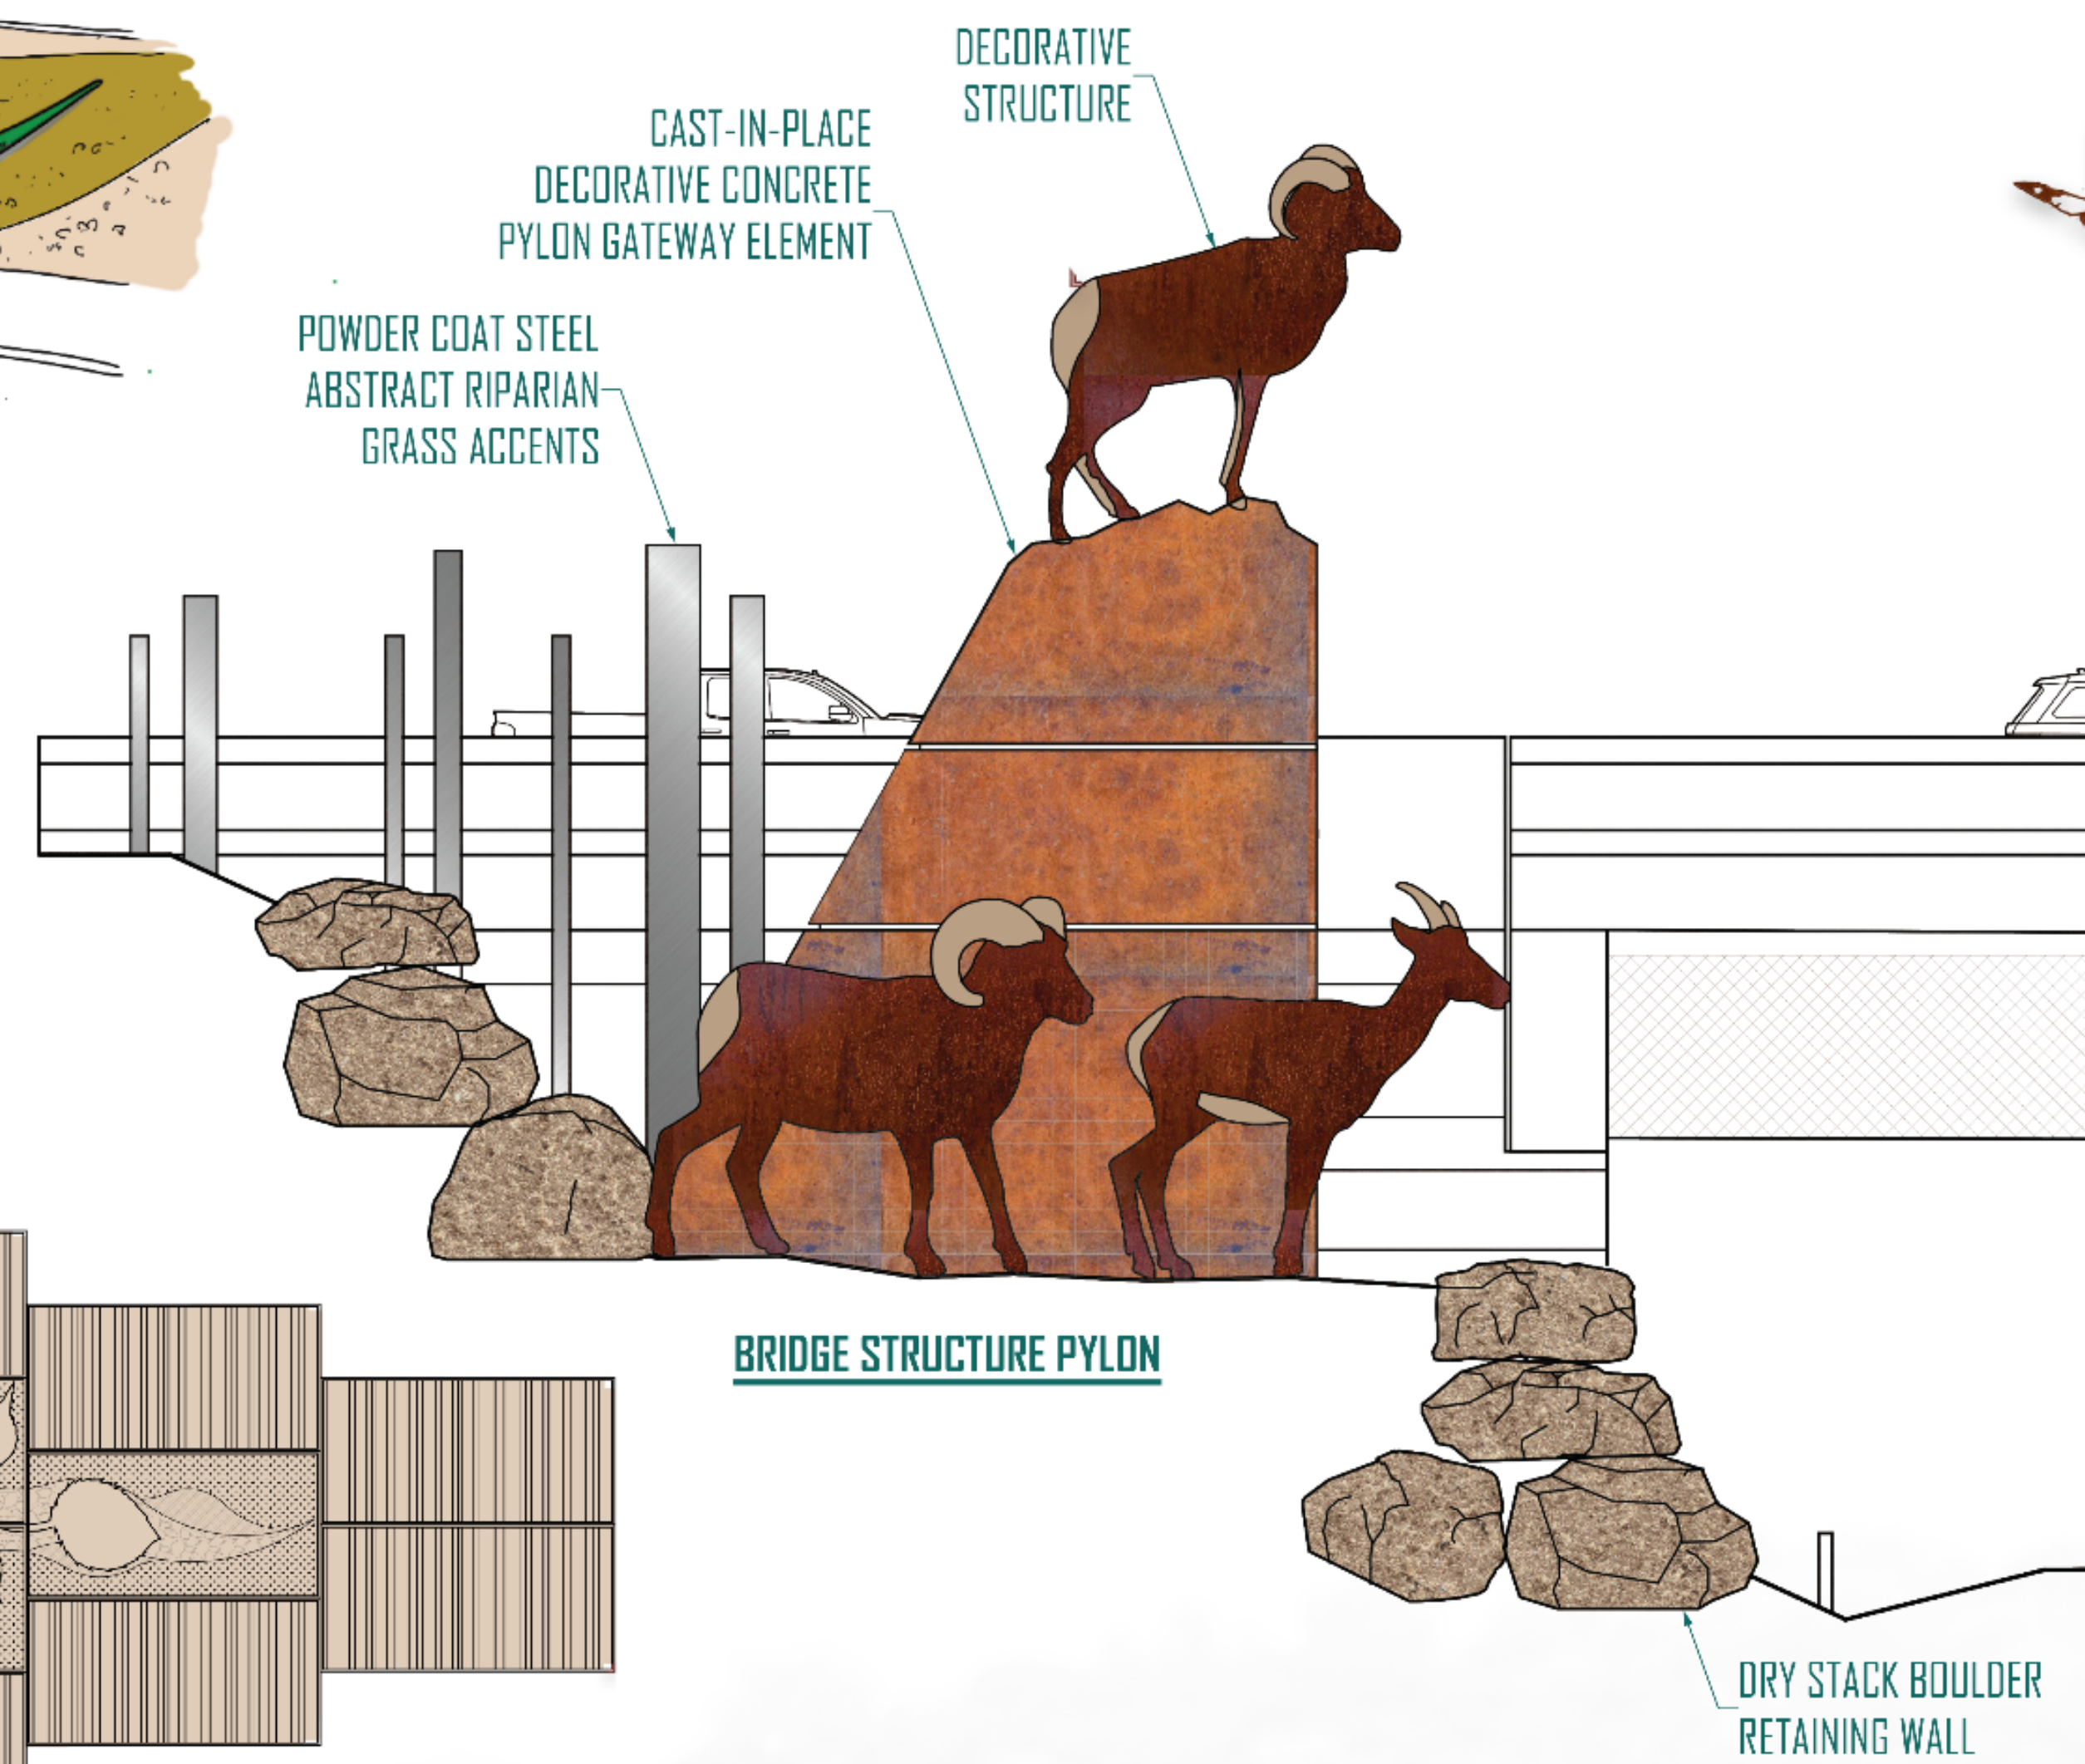 DECORATIVE
STRUCTURE
CAST-IN-PLACE
DECORATIVE CONCRETE
PYLON GATEWAY ELEMENT
POWDER COAT STEEL
ABSTRACT RIPARIAN
GRASS ACCENTS
BRIDGE STRUCTURE PYLON
DRY STACK BOULDER
RETAINING WALL